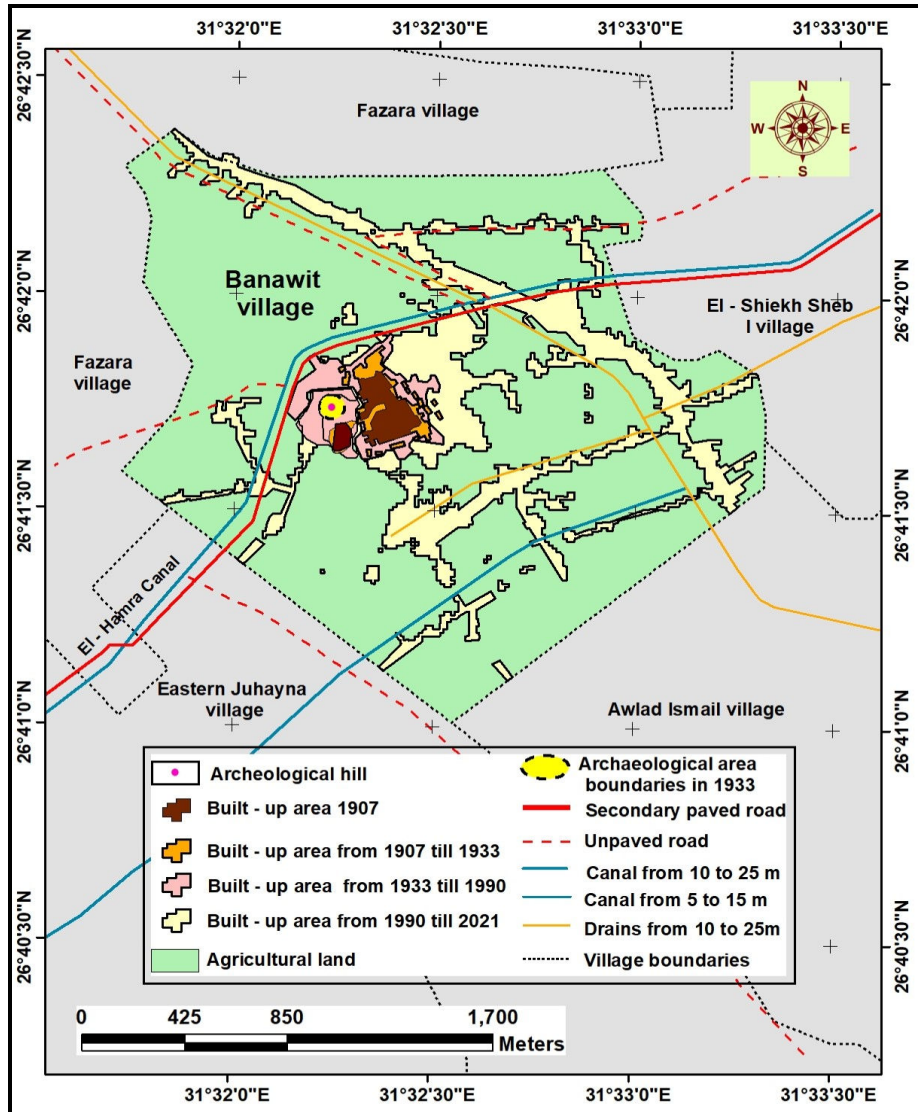 31°32'0"E 31°32'30"E 31°33'0"E 31°33'30"E
26°42'30"N
26°42'30"N
Fazara village
N
W E
S
26°42'0"N
Banawit
village
26°42'0"N
El - Shiekh Sheb
l village
Fazara
village
26°41'30"N
26°41'30"N
El - Hamra Canal
Eastern Juhayna
village
Awlad Ismail village
26°41'0"N
26°41'0"N
Archeological hill
Built - up area 1907
Built - up area from 1907 till 1933
Built - up area from 1933 till 1990
Built - up area from 1990 till 2021
Agricultural land
Archaeological area
boundaries in 1933
Secondary paved road
Unpaved road
Canal from 10 to 25 m
Canal from 5 to 15 m
Drains from 10 to 25m
Village boundaries
26°40'30"N
26°40'30"N
0 425 850 1,700
Meters
31°32'0"E 31°32'30"E 31°33'0"E 31°33'30"E